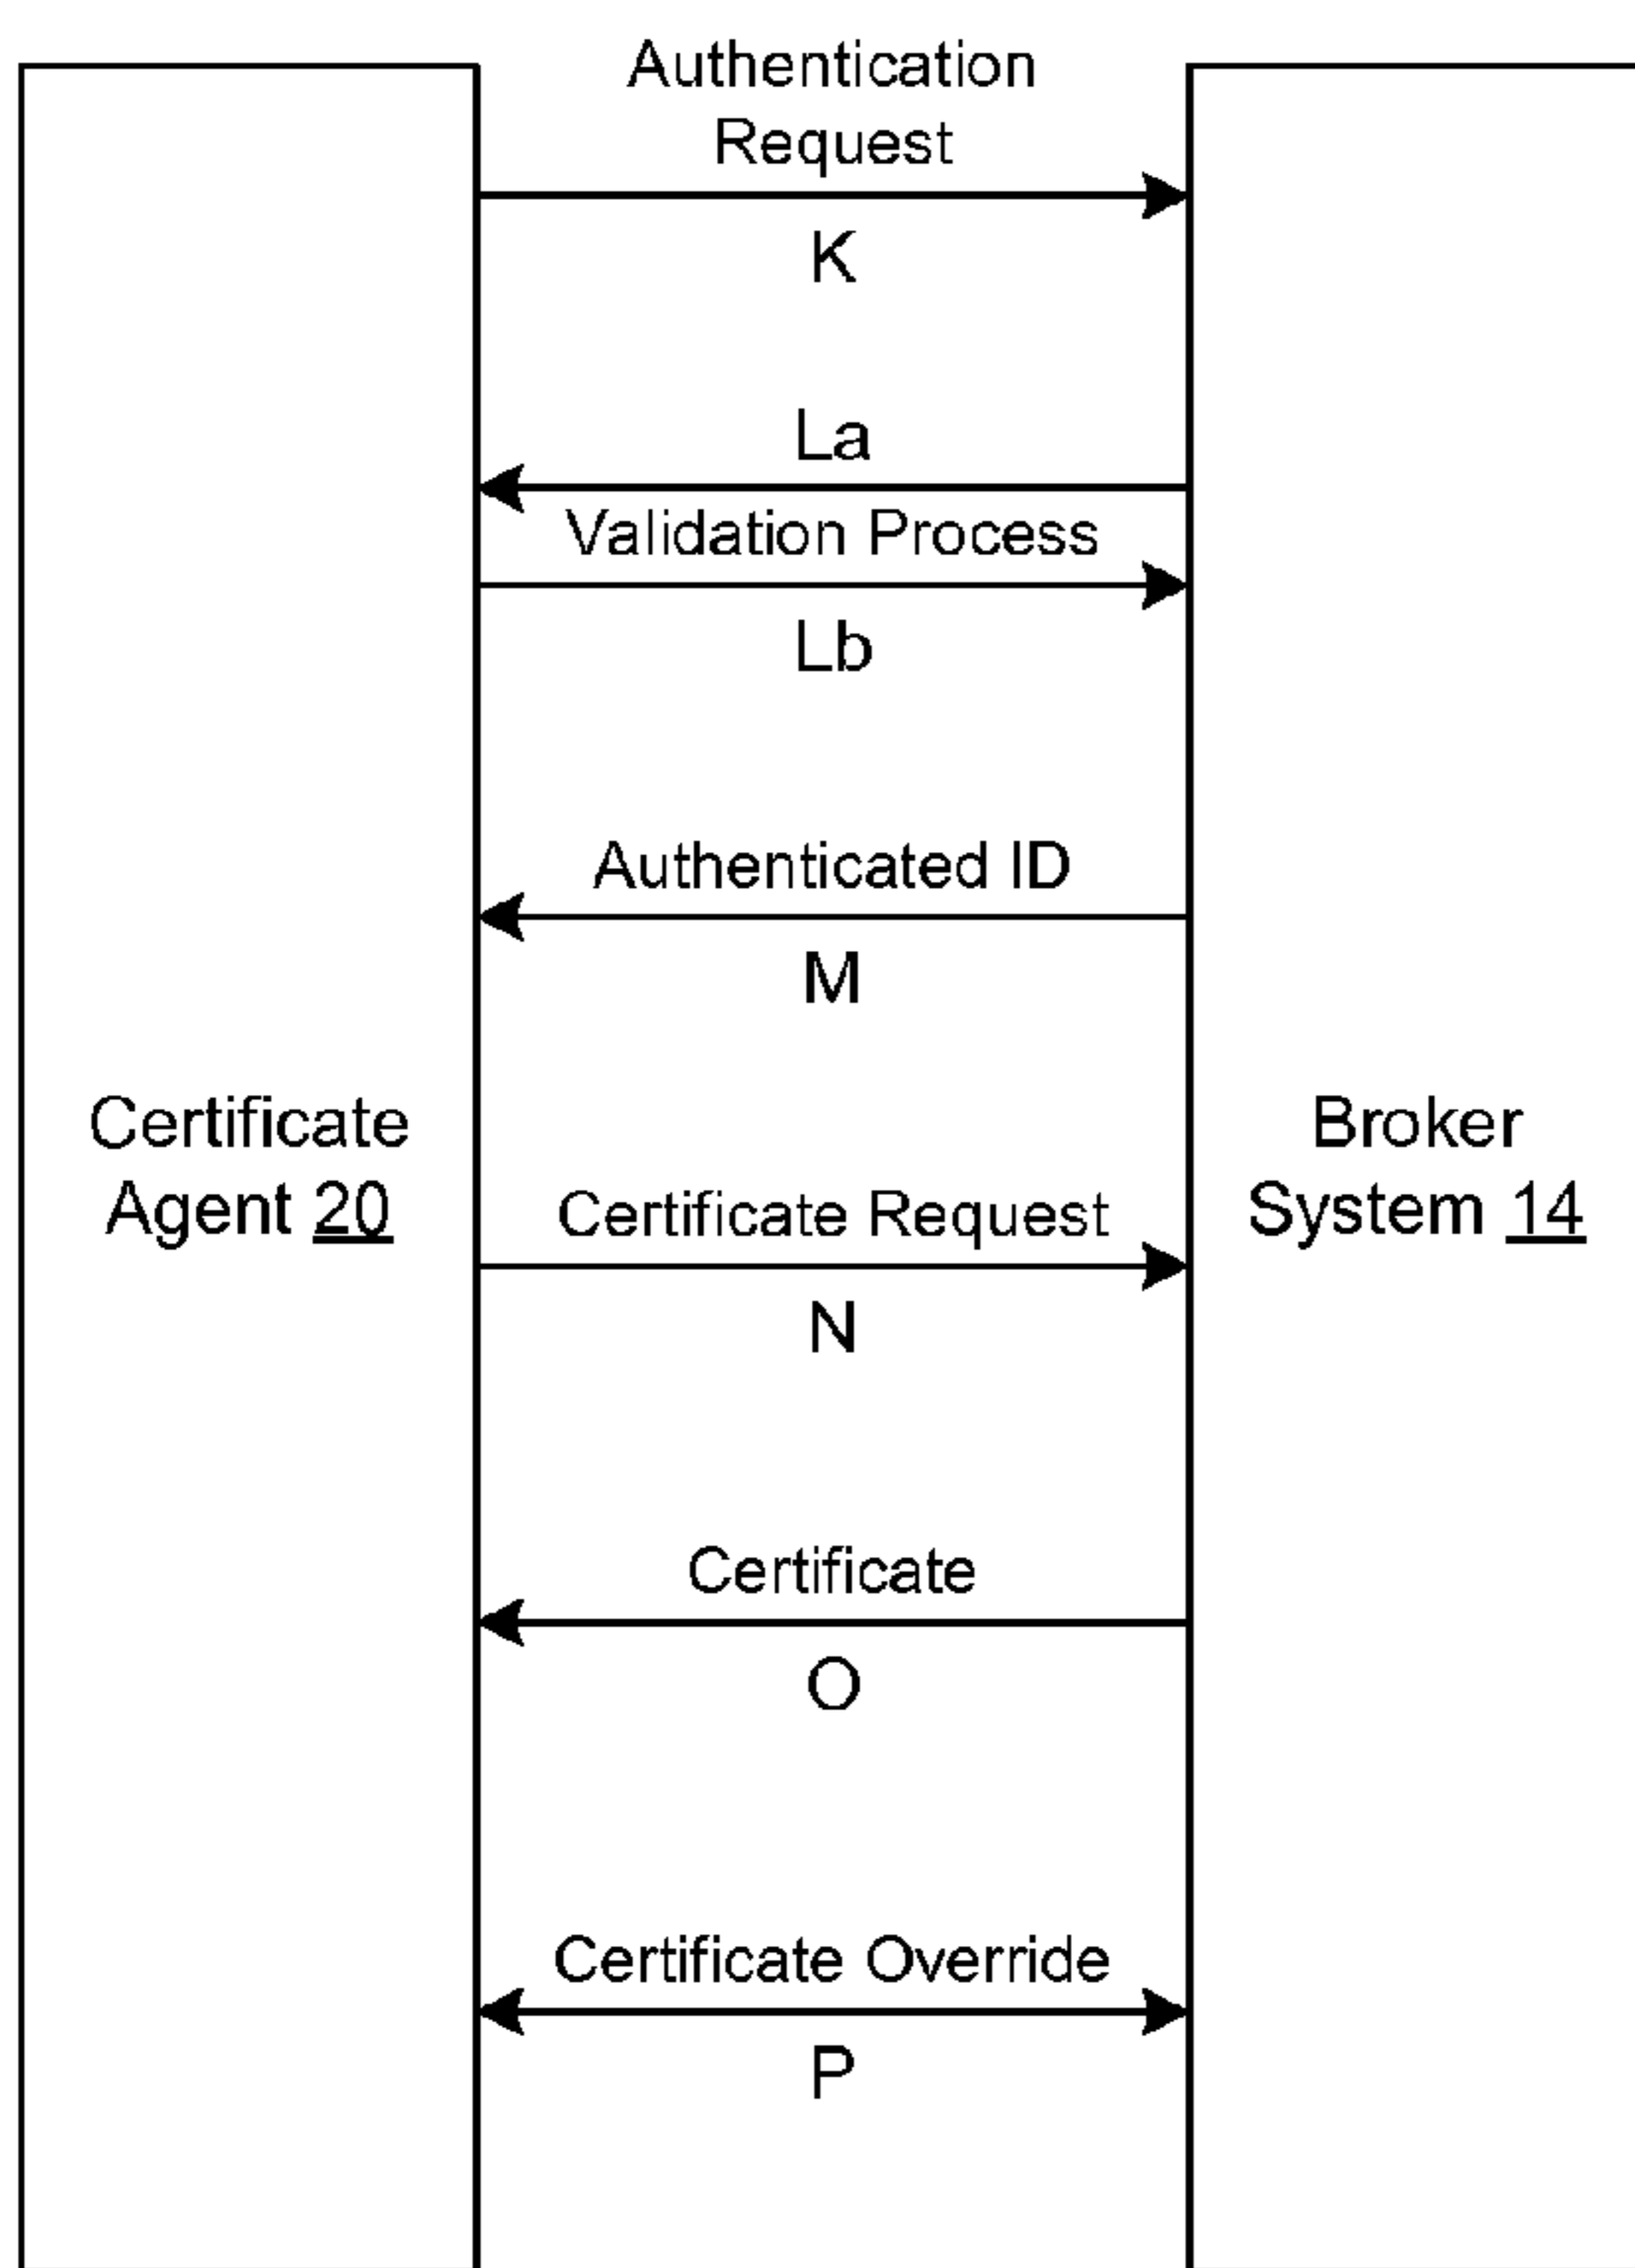 Authentication
Request
K
La
Validation Process
Lb
Authenticated ID
M
Certificate
Agent 20
Broker
System 14
Certificate Request
N
Certificate
O
Certificate Override
P